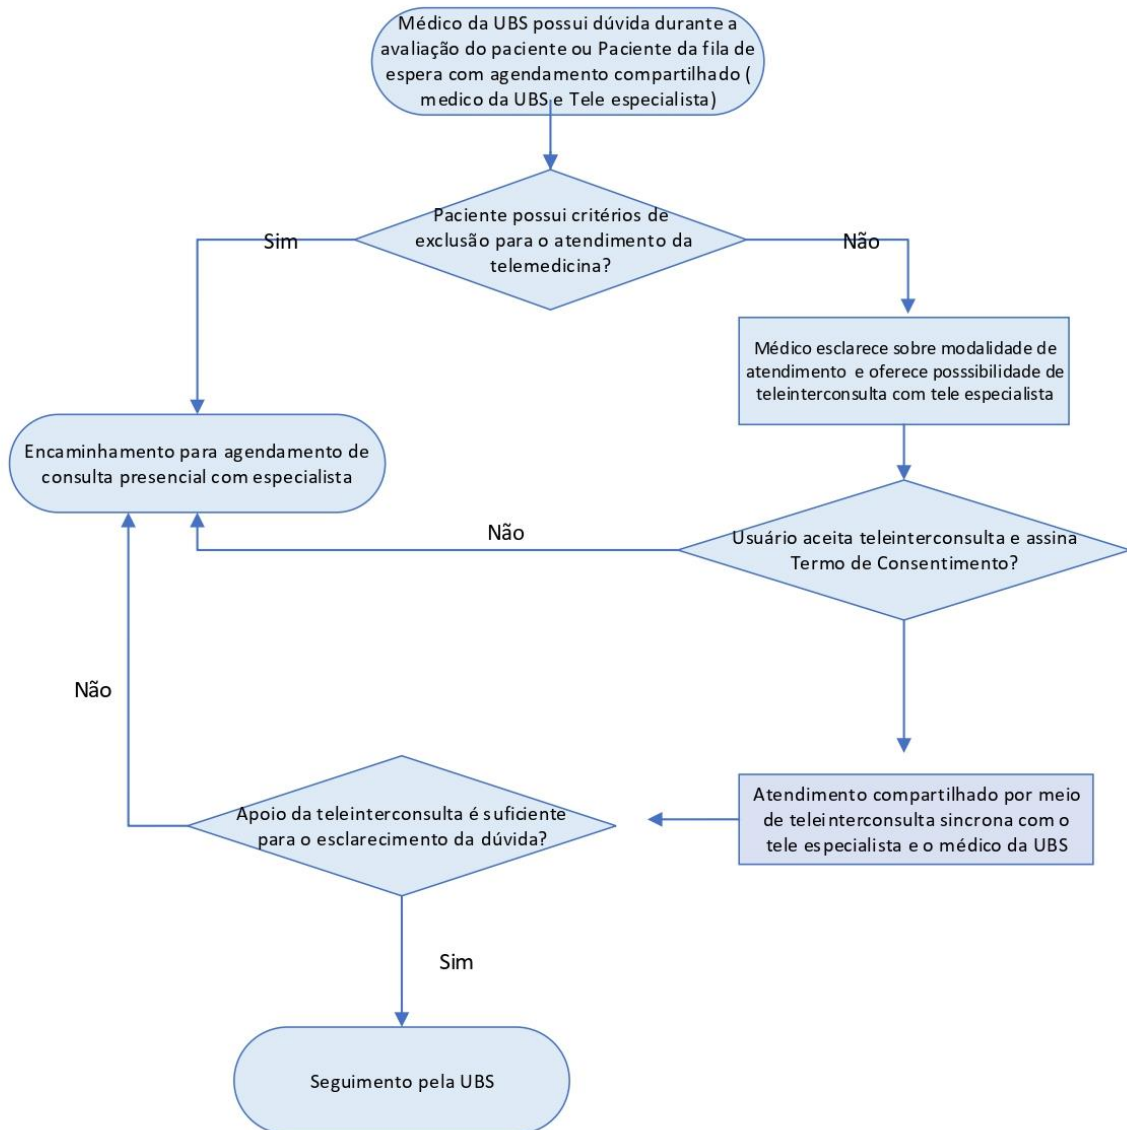 Médico da UBS possui dúvida durante a
avaliação do paciente ou Paciente da fila de
espera com agendamento compartilhado (
medico da UBS e Tele especialista)
Paciente possui critérios de
exclusão para o atendimento da
telemedicina?
Sim
Não
Médico esclarece sobre modalidade de
atendimento e oferece posssibilidade de
teleinterconsulta com tele especialista
Encaminhamento para agendamento de
consulta presencial com especialista
Não
Usuário aceita teleinterconsulta e assina
Termo de Consentimento?
Não
Apoio da teleinterconsulta é suficiente
para o esclarecimento da dúvida?
Atendimento compartilhado por meio
de teleinterconsulta sincrona com o
tele especialista e o médico da UBS
Sim
Seguimento pela UBS